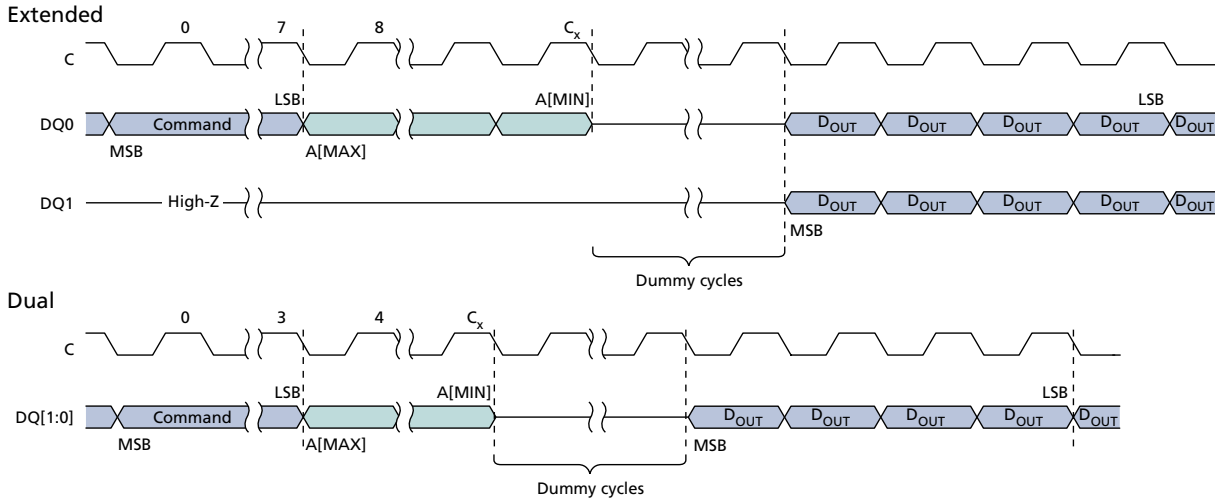 Extended
0 7 8 Cx
C
LSB A[MIN] LSB
DQ0 Command DOUT DOUT DOUT DOUT DOUT
MSB A[MAX]
DQ1 High-Z DOUT DOUT DOUT DOUT DOUT
MSB
Dummy cycles
Dual
0 3 4 Cx
C
LSB A[MIN] LSB
DQ[1:0] Command DOUT DOUT DOUT DOUT DOUT
MSB A[MAX] MSB
Dummy cycles